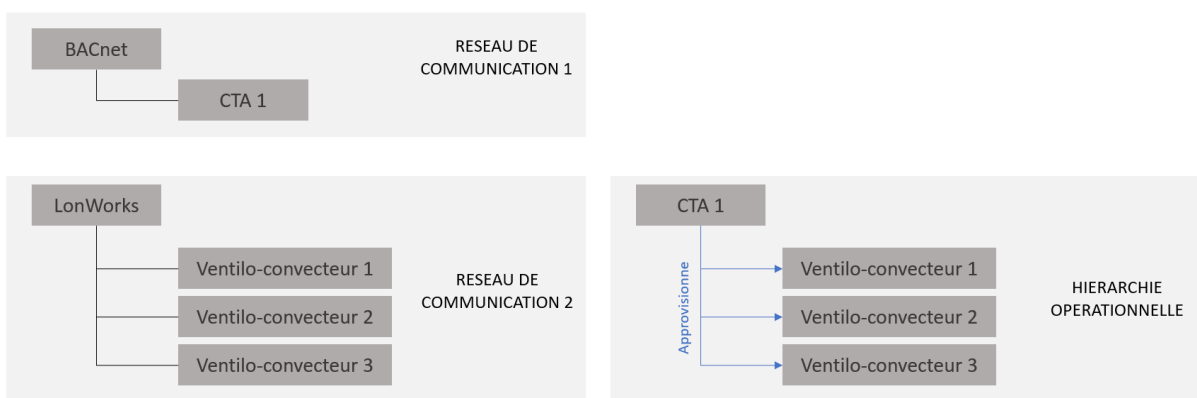 BACnet
CTA 1
RESEAU DE
COMMUNICATION 1
LonWorks
Ventilo-convecteur 1
Ventilo-convecteur 2
Ventilo-convecteur 3
RESEAU DE
COMMUNICATION 2
CTA 1
Approvisionne
Ventilo-convecteur 1
Ventilo-convecteur 2
Ventilo-convecteur 3
HIERARCHIE
OPERATIONNELLE